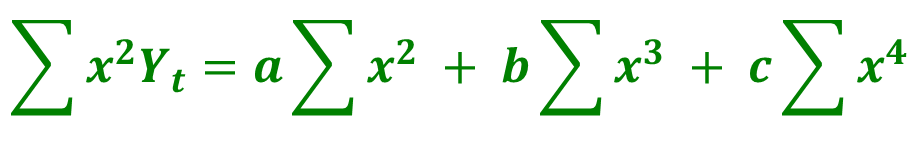 ∑ x²Yₜ = a ∑ x² + b ∑ x³ + c ∑ x⁴